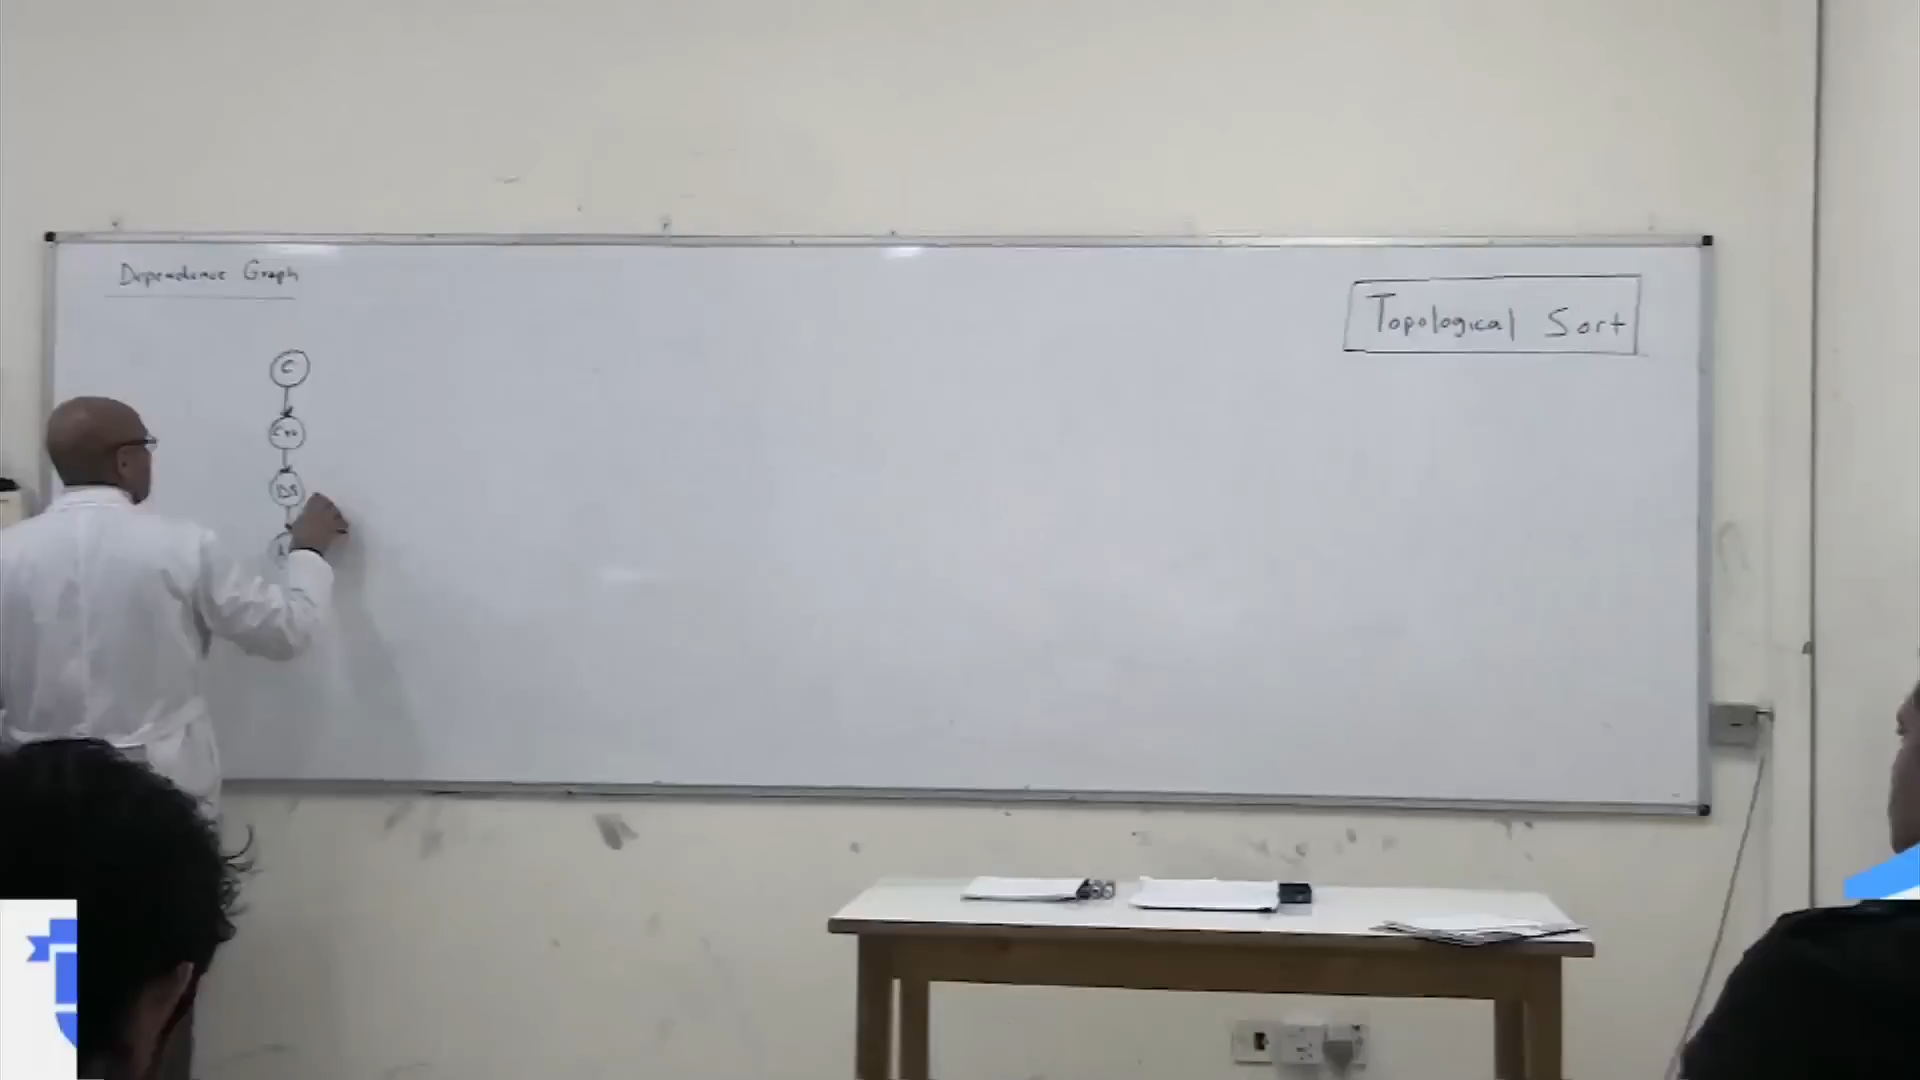 Dependence Graph
Topological Sort
C
C++
DS